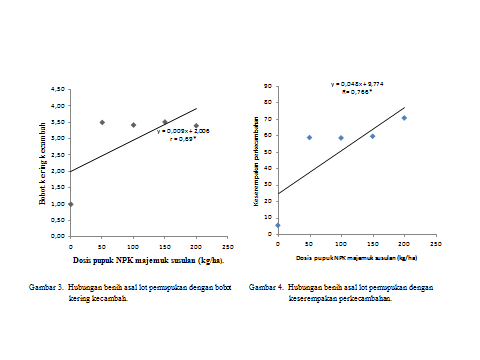 4,50
4,00
3,50
3,00
2,50
2,00
1,50
1,00
0,50
0,00
Bobot kering kecambah
y = 0,009x + 2,006
r = 0,69*
0 50 100 150 200 250
Dosis pupuk NPK majemuk susulan (kg/ha).
Gambar 3. Hubungan benih asal lot pemupukan dengan bobot
kering kecambah.
90
80
70
60
50
40
30
20
10
0
Keserempakan perkecambahan
R= 0,766*
0 50 100 150 200 250
Dosis pupuk NPK majemuk susulan (kg/ha)
Gambar 4. Hubungan benih asal lot pemupukan dengan
keserempakan perkecambahan.